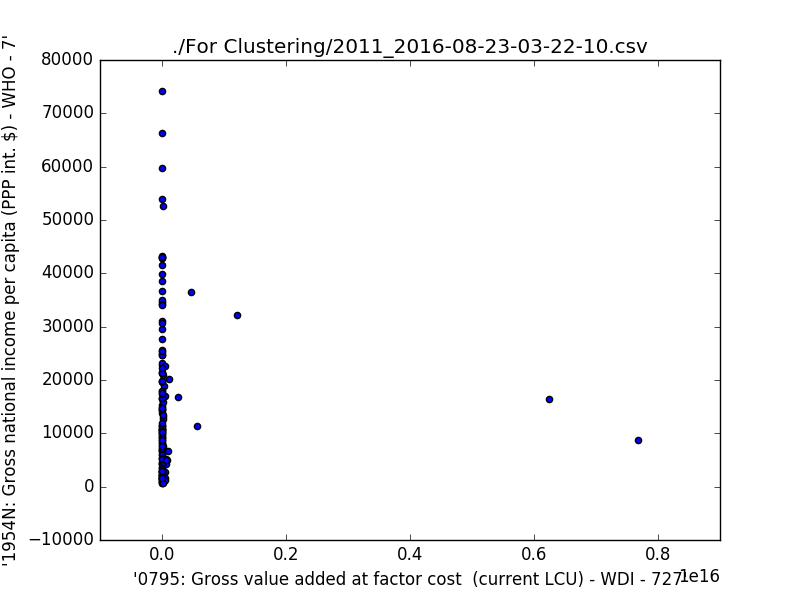 ./For Clustering/2011_2016-08-23-03-22-10.csv
'1954N: Gross national income per capita (PPP int. $) - WHO - 7'
80000
70000
60000
50000
40000
30000
20000
10000
0
−10000
0.0 0.2 0.4 0.6 0.8
1e16
'0795: Gross value added at factor cost (current LCU) - WDI - 727